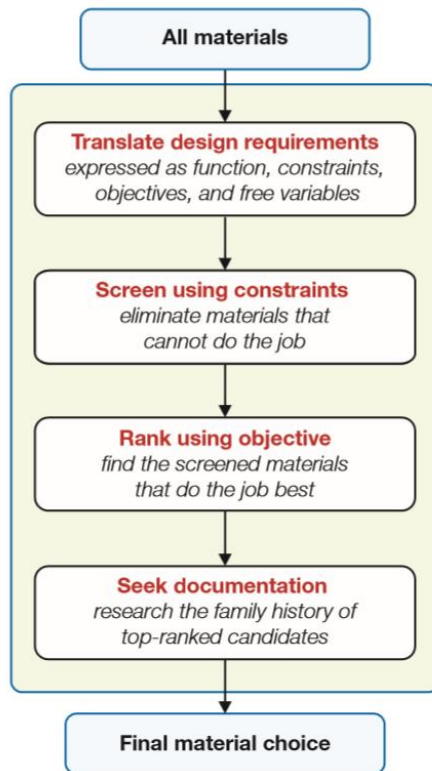 All materials
Translate design requirements
expressed as function, constraints,
objectives, and free variables
Screen using constraints
eliminate materials that
cannot do the job
Rank using objective
find the screened materials
that do the job best
Seek documentation
research the family history of
top-ranked candidates
Final material choice